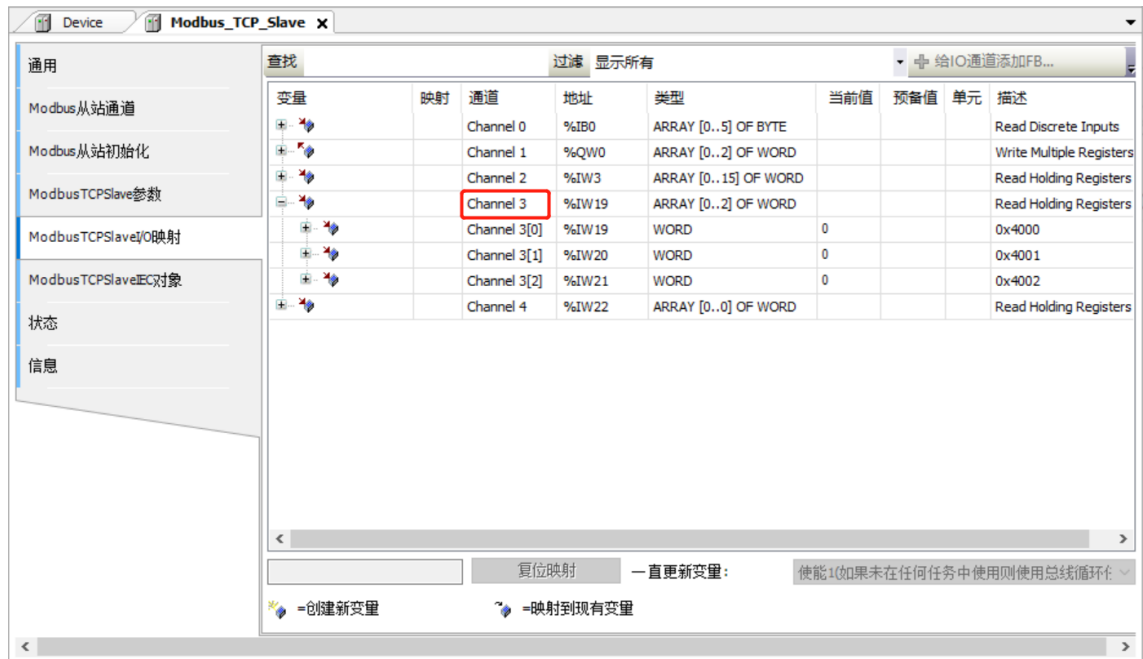 Device Modbus_TCP_Slave x
通用
Modbus从站通道
Modbus从站初始化
ModbusTCPSlave参数
ModbusTCPSlaveI/O映射
ModbusTCPSlaveIEC对象
状态
信息
查找 过滤 显示所有 给IO通道添加FB...
变量 映射 通道 地址 类型 当前值 预备值 单元 描述
Channel 0 %IB0 ARRAY [0..5] OF BYTE Read Discrete Inputs
Channel 1 %QW0 ARRAY [0..2] OF WORD Write Multiple Registers
Channel 2 %IW3 ARRAY [0..15] OF WORD Read Holding Registers
Channel 3 %IW19 ARRAY [0..2] OF WORD Read Holding Registers
Channel 3[0] %IW19 WORD 0 0x4000
Channel 3[1] %IW20 WORD 0 0x4001
Channel 3[2] %IW21 WORD 0 0x4002
Channel 4 %IW22 ARRAY [0..0] OF WORD Read Holding Registers
复位映射 一直更新变量: 使能1(如果未在任何任务中使用则使用总线循环任
=创建新变量 =映射到现有变量